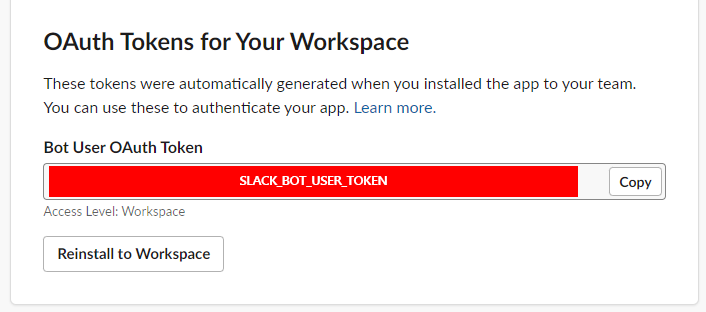 OAuth Tokens for Your Workspace
These tokens were automatically generated when you installed the app to your team.
You can use these to authenticate your app. Learn more.
Bot User OAuth Token
SLACK_BOT_USER_TOKEN
Copy
Access Level: Workspace
Reinstall to Workspace